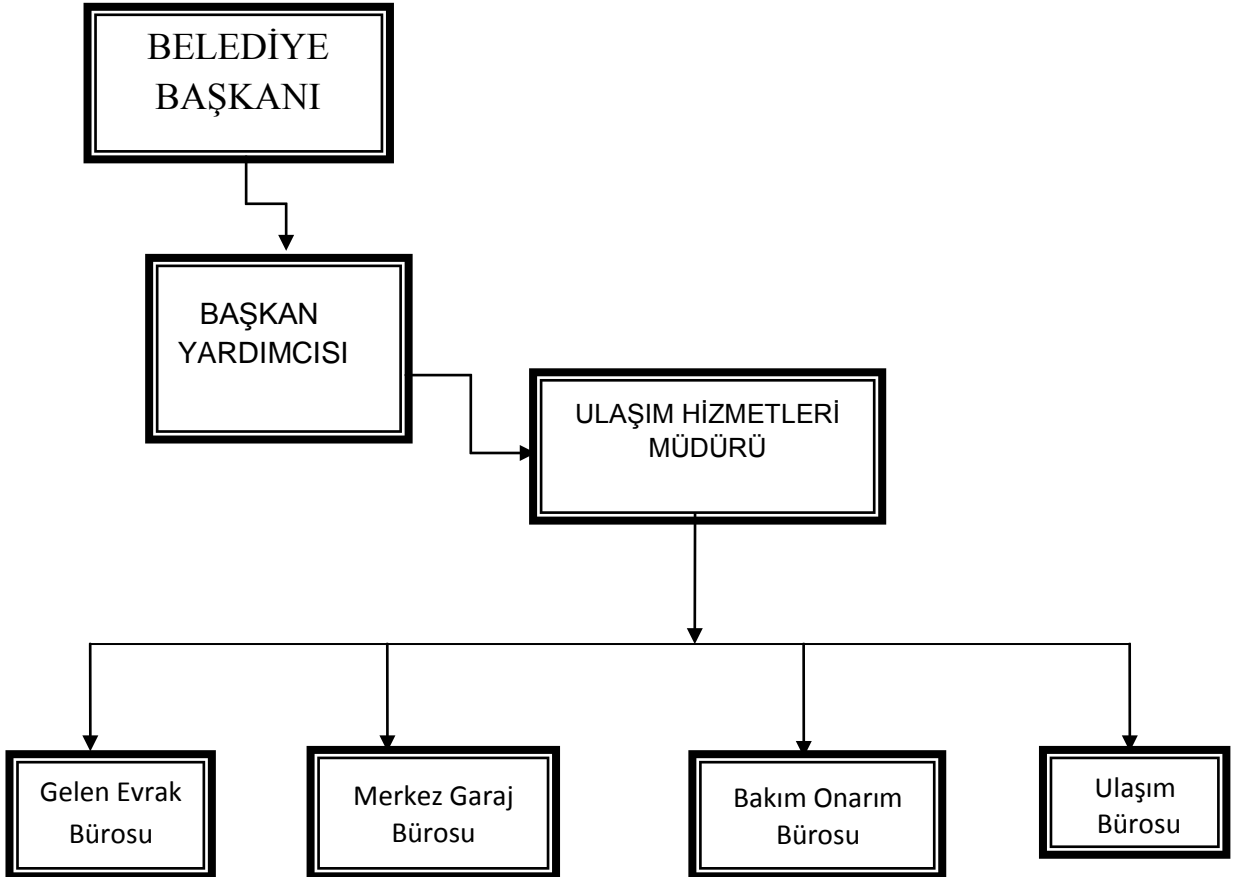 BELEDİYE
BAŞKANI
BAŞKAN
YARDIMCISI
ULAŞIM HİZMETLERİ
MÜDÜRÜ
Gelen Evrak
Bürosu
Merkez Garaj
Bürosu
Bakım Onarım
Bürosu
Ulaşım
Bürosu